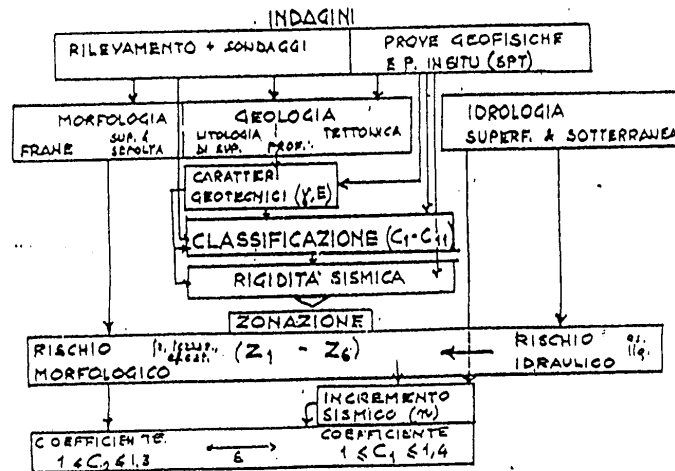 INDAGINI
RILEVAMENTO + SONDAGGI
PROVE GEOFISICHE
E P. IN SITU (SPT)
MORFOLOGIA
FRANE SUP. & SEPOLTA
GEOLOGIA
LITOLOGIA TETTONICA
DI SUP. PROF.
IDROLOGIA
SUPERF. & SOTTERRANEA
CARATTERI
GEOTECNICI (γ, E)
CLASSIFICAZIONE (C1-C11)
RIGIDITA' SISMICA
ZONAZIONE
RISCHIO
MORFOLOGICO
(Z1 - Z6)
RISCHIO
IDRAULICO
INCREMENTO
SISMICO (n)
COEFFICIENTE
1 ≤ C2 ≤ 1,3
COEFFICIENTE
1 ≤ C1 ≤ 1,4